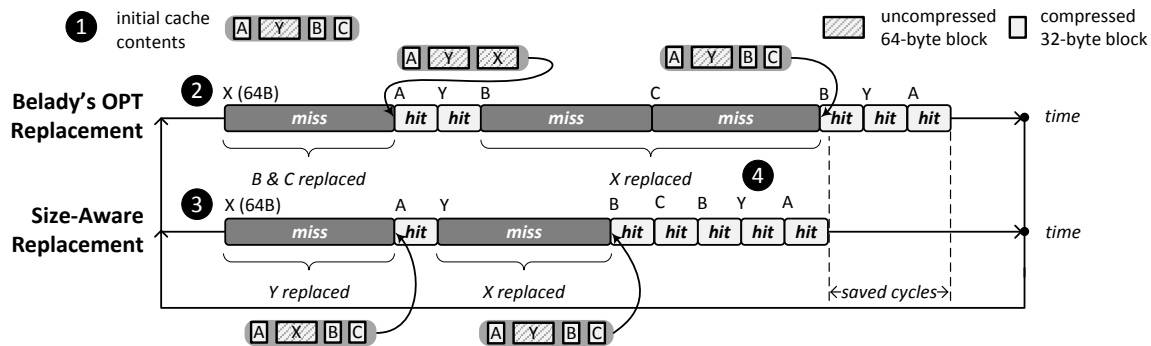 1
initial cache
contents
A Y B C
uncompressed
64-byte block
compressed
32-byte block
A Y X
A Y B C
Belady's OPT
Replacement
2
X (64B) A Y B C B Y A
miss hit hit miss miss hit hit hit
time
B & C replaced
X replaced
4
Size-Aware
Replacement
3
X (64B) A Y B C B Y A
miss hit miss hit hit hit hit hit
time
Y replaced
X replaced
saved cycles
A X B C
A Y B C